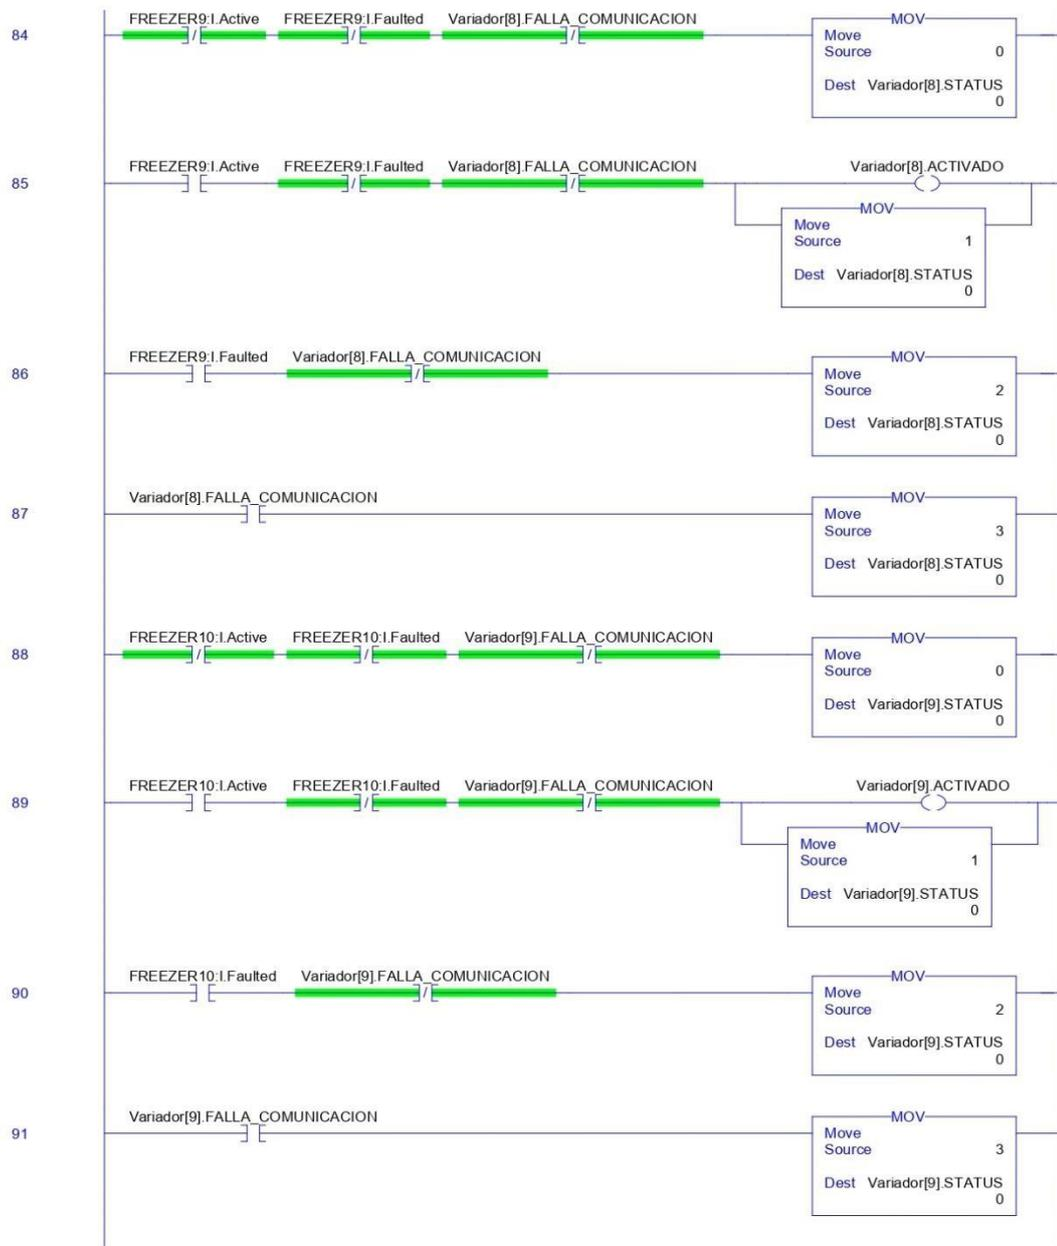 84
FREEZER9:I.Active FREEZER9:I.Faulted Variador[8].FALLA_COMUNICACION MOV
Move
Source 0
Dest Variador[8].STATUS
0
85
FREEZER9:I.Active FREEZER9:I.Faulted Variador[8].FALLA_COMUNICACION Variador[8].ACTIVADO
MOV
Move
Source 1
Dest Variador[8].STATUS
0
86
FREEZER9:I.Faulted Variador[8].FALLA_COMUNICACION MOV
Move
Source 2
Dest Variador[8].STATUS
0
87
Variador[8].FALLA_COMUNICACION MOV
Move
Source 3
Dest Variador[8].STATUS
0
88
FREEZER10:I.Active FREEZER10:I.Faulted Variador[9].FALLA_COMUNICACION MOV
Move
Source 0
Dest Variador[9].STATUS
0
89
FREEZER10:I.Active FREEZER10:I.Faulted Variador[9].FALLA_COMUNICACION Variador[9].ACTIVADO
MOV
Move
Source 1
Dest Variador[9].STATUS
0
90
FREEZER10:I.Faulted Variador[9].FALLA_COMUNICACION MOV
Move
Source 2
Dest Variador[9].STATUS
0
91
Variador[9].FALLA_COMUNICACION MOV
Move
Source 3
Dest Variador[9].STATUS
0